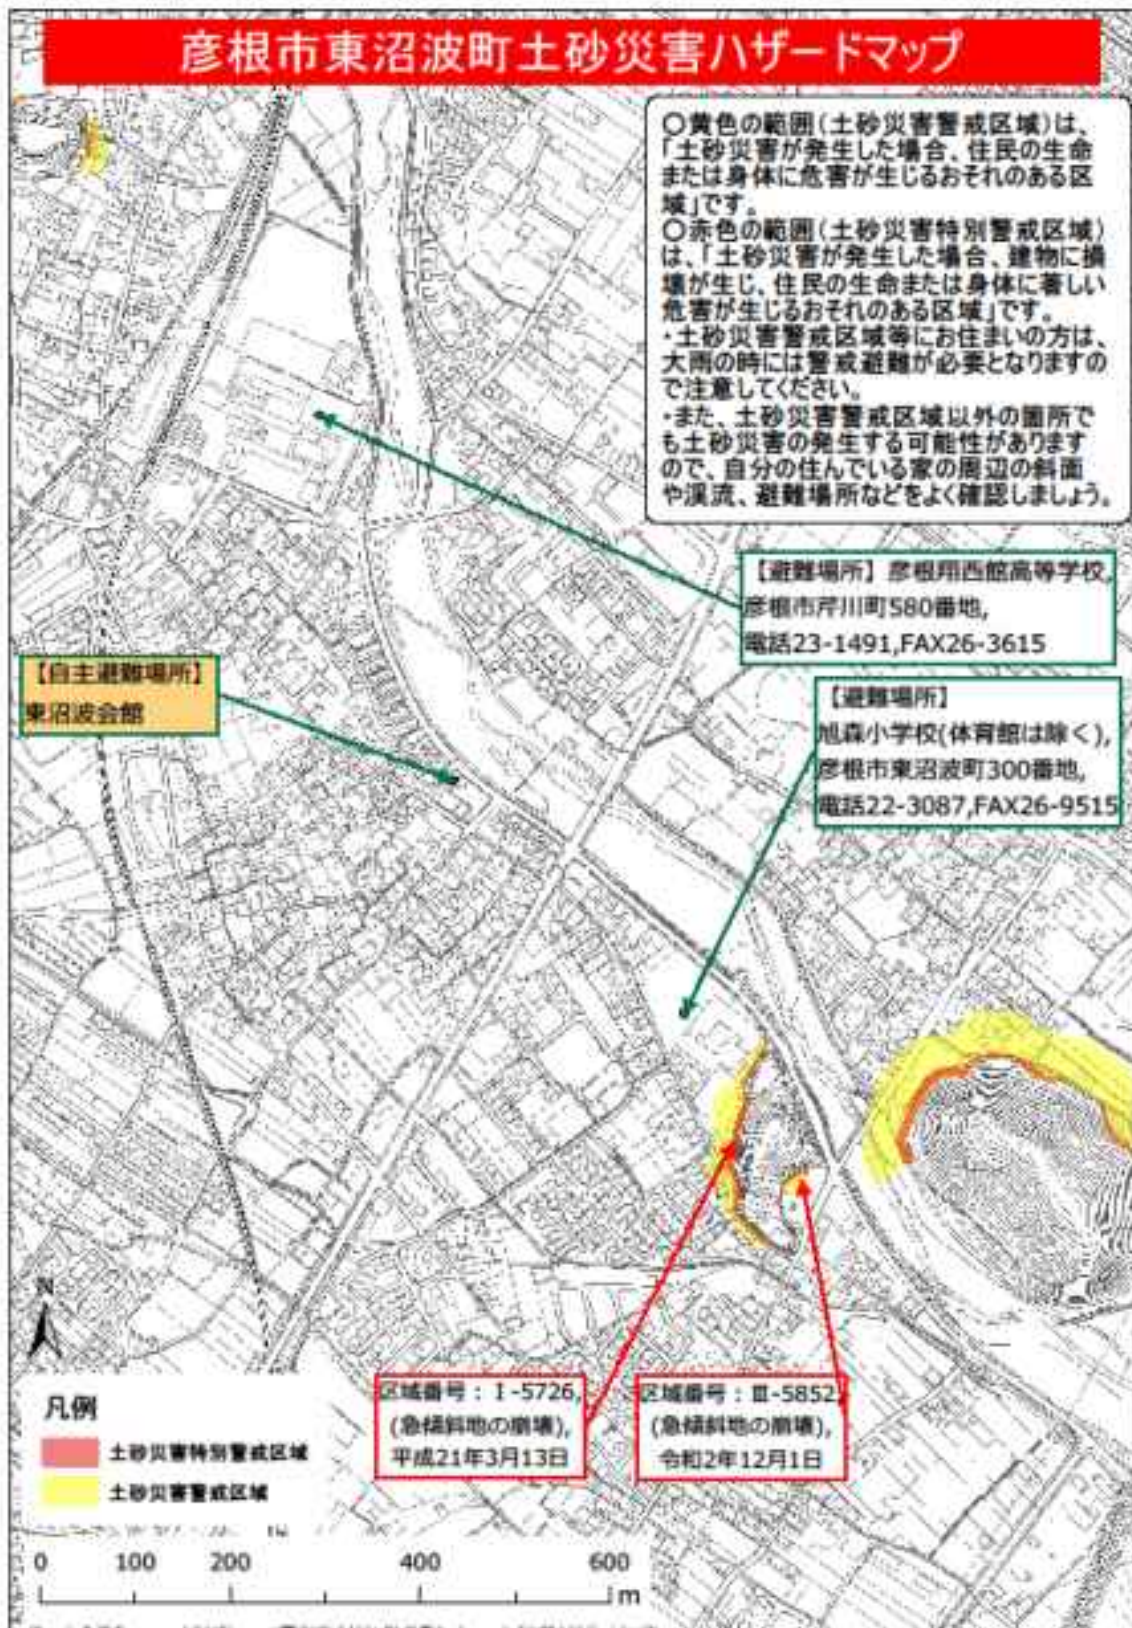 彦根市東沼波町土砂災害ハザードマップ
○黄色の範囲(土砂災害警戒区域)は、
「土砂災害が発生した場合、住民の生命
または身体に危害が生じるおそれのある区
域」です。
○赤色の範囲(土砂災害特別警戒区域)
は、「土砂災害が発生した場合、建物に損
壊が生じ、住民の生命または身体に著しい
危害が生じるおそれのある区域」です。
・土砂災害警戒区域等にお住まいの方は、
大雨の時には警戒避難が必要となりますの
で注意してください。
・また、土砂災害警戒区域以外の箇所で
も土砂災害の発生する可能性があります
ので、自分の住んでいる家の周辺の斜面
や渓流、避難場所などをよく確認しましょう。
【避難場所】彦根翔西館高等学校,
彦根市芹川町580番地,
電話23-1491,FAX26-3615
【自主避難場所】
東沼波会館
【避難場所】
旭森小学校(体育館は除く),
彦根市東沼波町300番地,
電話22-3087,FAX26-9515
N
区域番号：Ⅰ-5726,
(急傾斜地の崩壊),
平成21年3月13日
区域番号：Ⅲ-5852,
(急傾斜地の崩壊),
令和2年12月1日
凡例
土砂災害特別警戒区域
土砂災害警戒区域
0 100 200 400 600
m